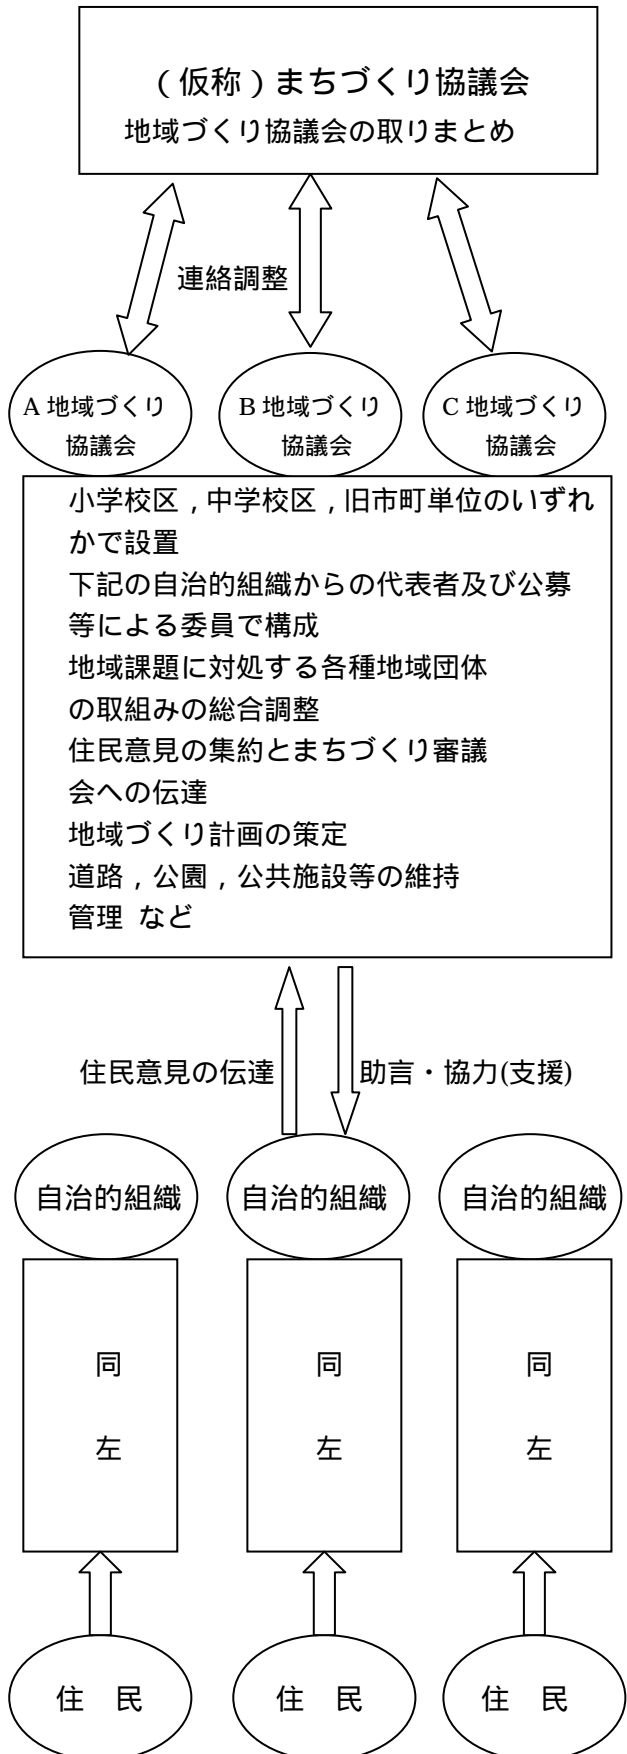 （仮称）まちづくり協議会
地域づくり協議会の取りまとめ
連絡調整
A 地域づくり
協議会
B 地域づくり
協議会
C 地域づくり
協議会
小学校区，中学校区，旧市町単位のいずれ
かで設置
下記の自治的組織からの代表者及び公募
等による委員で構成
地域課題に対処する各種地域団体
の取組みの総合調整
住民意見の集約とまちづくり審議
会への伝達
地域づくり計画の策定
道路，公園，公共施設等の維持
管理 など
住民意見の伝達
助言・協力(支援)
自治的組織
自治的組織
自治的組織
同
左
同
左
同
左
住　民
住　民
住　民